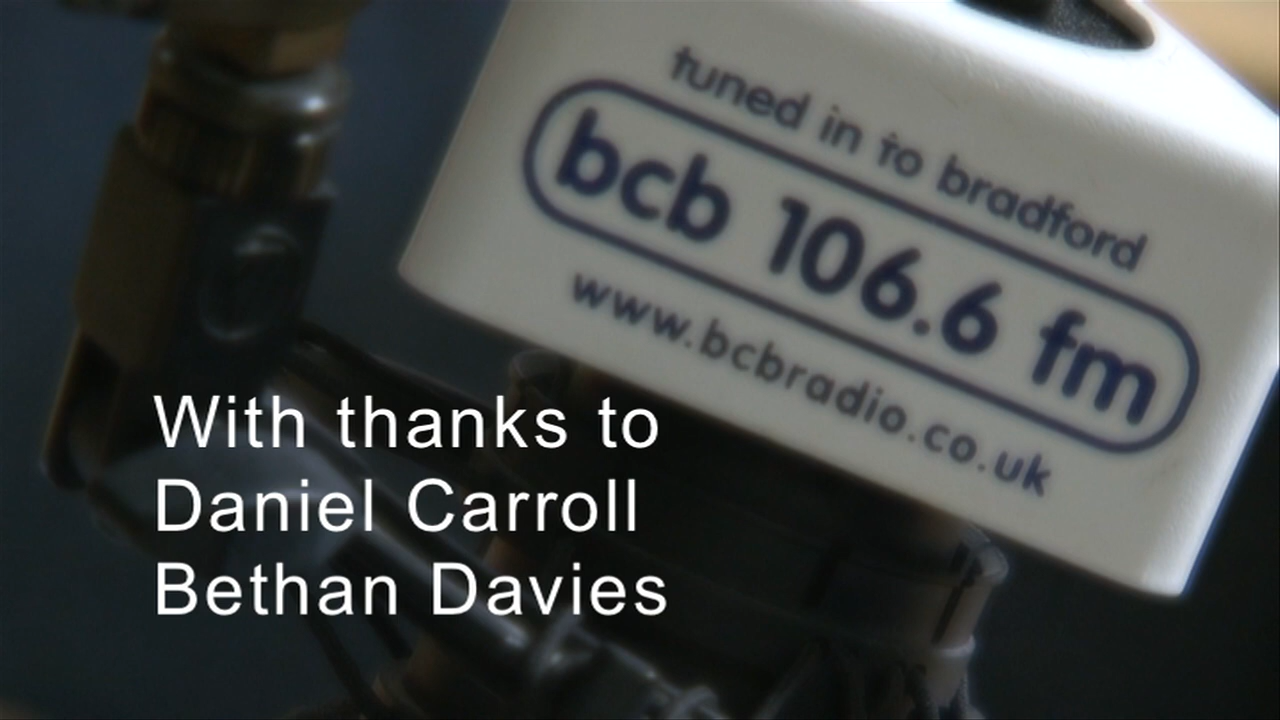 tuned in to bradford
bcb 106.6 fm
www.bcbradio.co.uk
With thanks to
Daniel Carroll
Bethan Davies